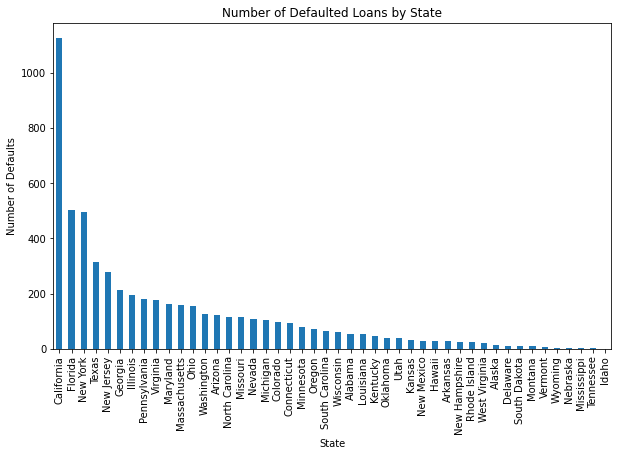 Number of Defaulted Loans by State
Number of Defaults
1000
800
600
400
200
0
California
Florida
New York
Texas
New Jersey
Georgia
Illinois
Pennsylvania
Virginia
Maryland
Massachusetts
Ohio
Washington
Arizona
North Carolina
Missouri
Nevada
Michigan
Colorado
Connecticut
Minnesota
Oregon
South Carolina
Wisconsin
Alabama
Louisiana
Kentucky
Oklahoma
Utah
Kansas
New Mexico
Hawaii
Arkansas
New Hampshire
Rhode Island
West Virginia
Alaska
Delaware
South Dakota
Montana
Vermont
Wyoming
Nebraska
Mississippi
Tennessee
Idaho
State